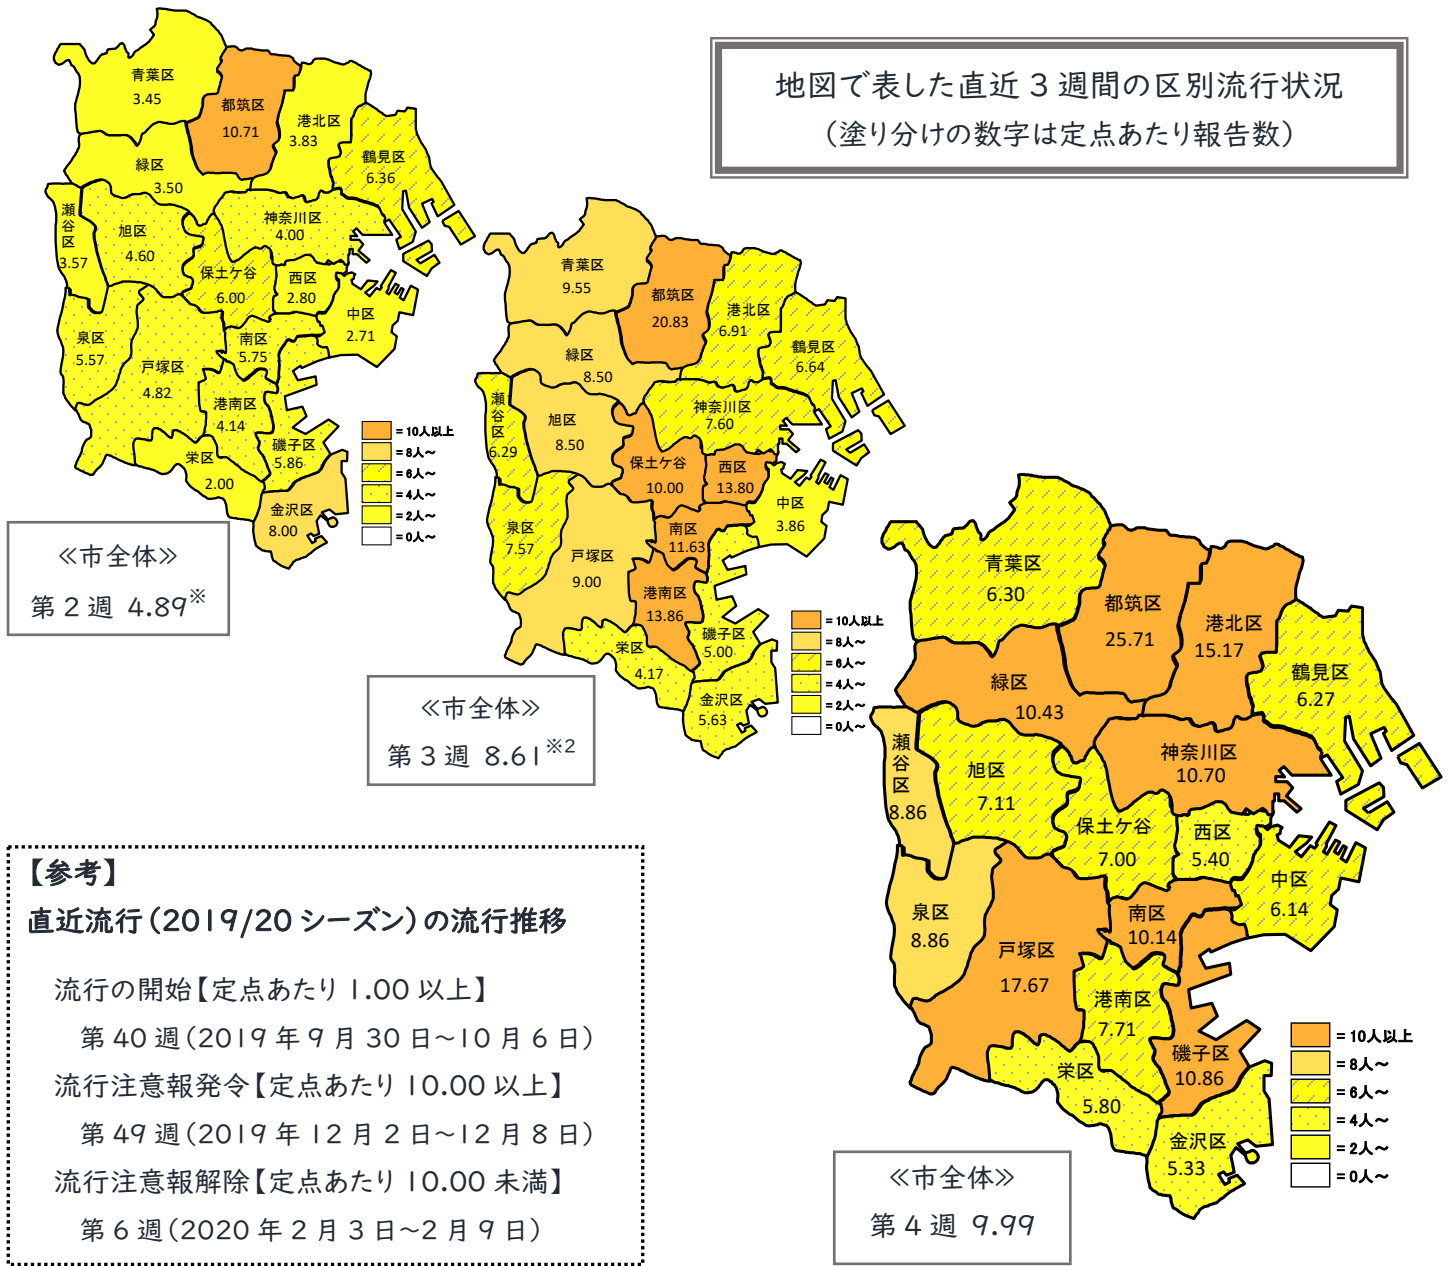 地図で表した直近3週間の区別流行状況
(塗り分けの数字は定点あたり報告数)
青葉区
3.45
都筑区
10.71
港北区
3.83
鶴見区
6.36
緑区
3.50
瀬谷区
3.57
旭区
4.60
神奈川区
4.00
保土ケ谷
6.00
西区
2.80
中区
2.71
泉区
5.57
戸塚区
4.82
南区
5.75
港南区
4.14
磯子区
5.86
栄区
2.00
金沢区
8.00
= 10人以上
= 8人~
= 6人~
= 4人~
= 2人~
= 0人~
≪市全体≫
第2週 4.89※
青葉区
9.55
都筑区
20.83
港北区
6.91
鶴見区
6.64
緑区
8.50
瀬谷区
6.29
旭区
8.50
神奈川区
7.60
保土ケ谷
10.00
西区
13.80
中区
3.86
泉区
7.57
戸塚区
9.00
南区
11.63
港南区
13.86
磯子区
5.00
栄区
4.17
金沢区
5.63
= 10人以上
= 8人~
= 6人~
= 4人~
= 2人~
= 0人~
≪市全体≫
第3週 8.61※2
青葉区
6.30
都筑区
25.71
港北区
15.17
鶴見区
6.27
緑区
10.43
瀬谷区
8.86
旭区
7.11
神奈川区
10.70
保土ケ谷
7.00
西区
5.40
中区
6.14
泉区
8.86
戸塚区
17.67
南区
10.14
港南区
7.71
磯子区
10.86
栄区
5.80
金沢区
5.33
= 10人以上
= 8人~
= 6人~
= 4人~
= 2人~
= 0人~
≪市全体≫
第4週 9.99
【参考】
直近流行(2019/20シーズン)の流行推移
流行の開始【定点あたり1.00以上】
第40週(2019年9月30日~10月6日)
流行注意報発令【定点あたり10.00以上】
第49週(2019年12月2日~12月8日)
流行注意報解除【定点あたり10.00未満】
第6週(2020年2月3日~2月9日)